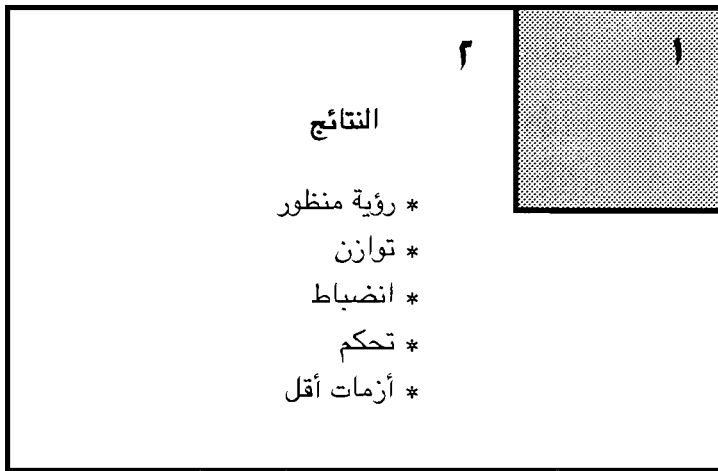 ١
٢
النتائج
* رؤية منظور
* توازن
* انضباط
* تحكم
* أزمات أقل